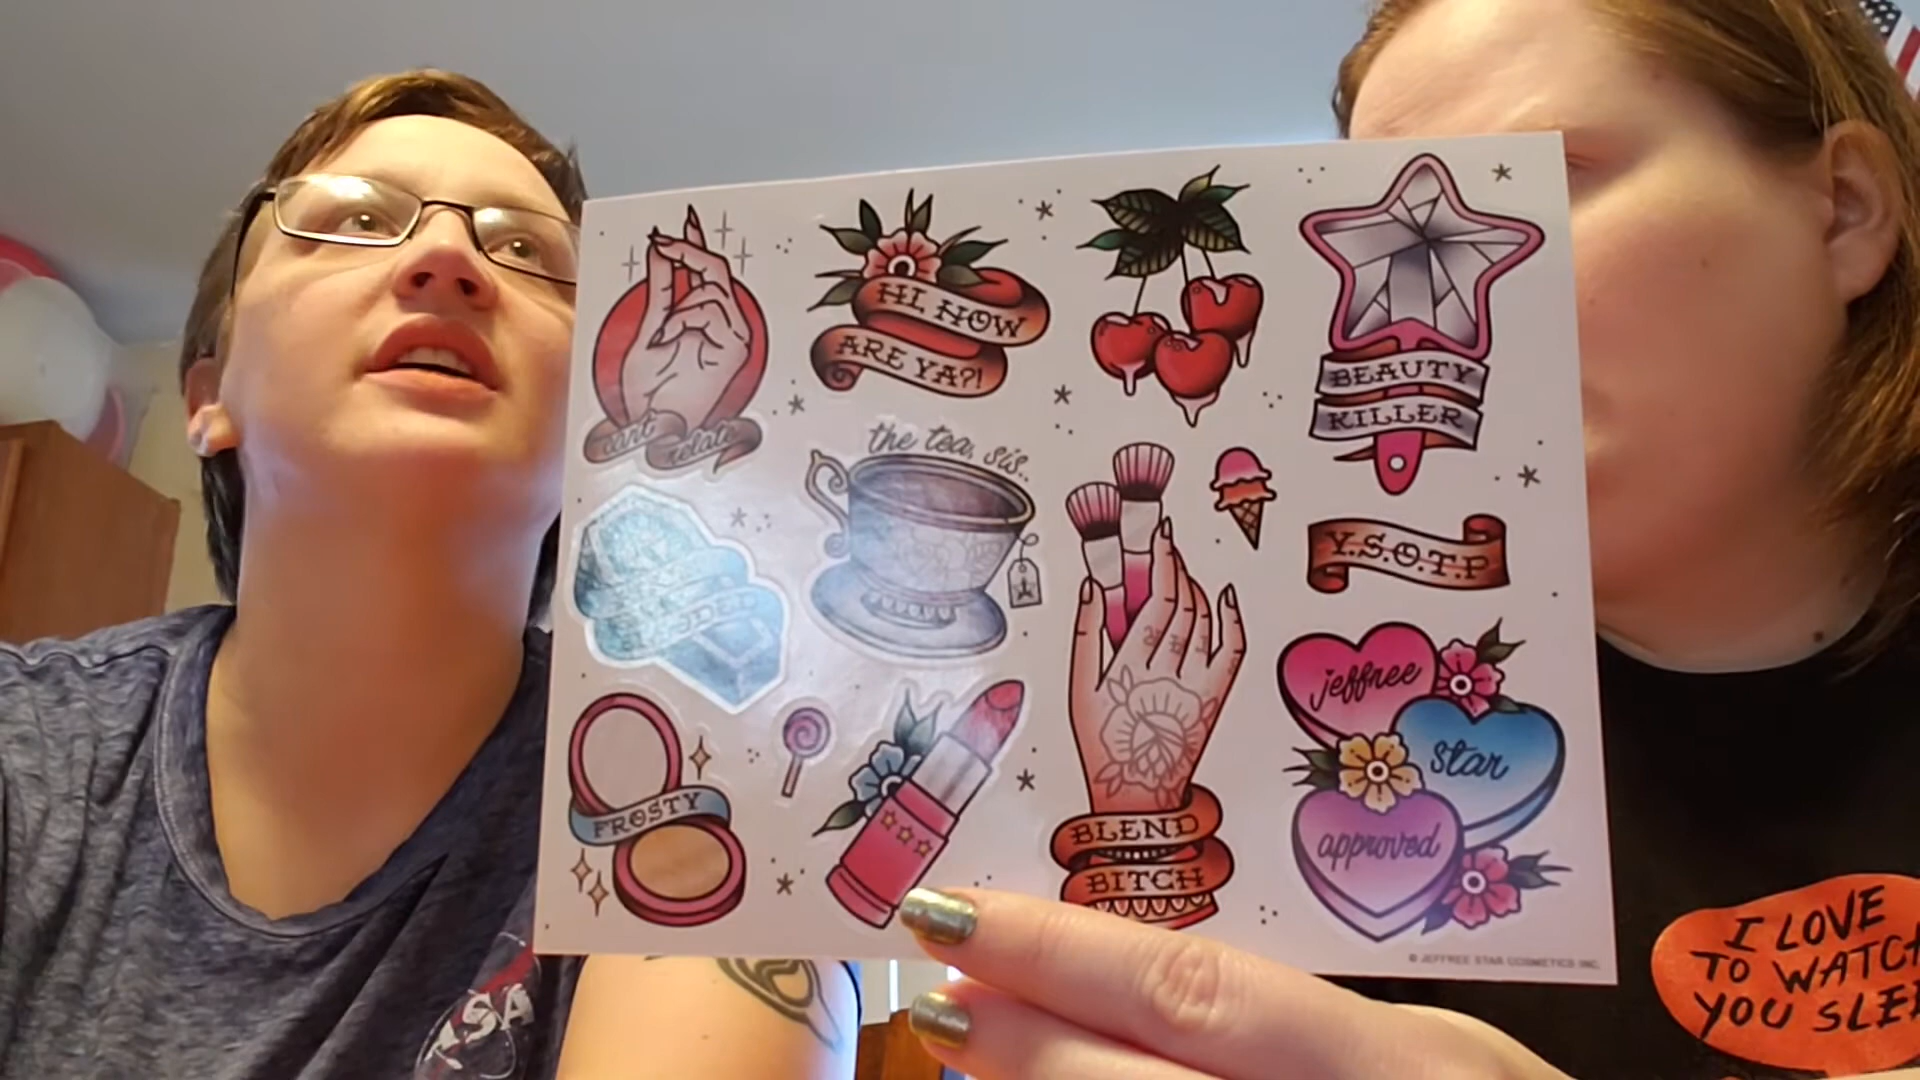 HI, HOW
ARE YA?!
BEAUTY
KILLER
can't
relate
the tea, sis..
Y.S.O.T.P
jeffree
star
approved
FROSTY
BLEND
BITCH
© JEFFREE STAR COSMETICS INC.
I LOVE
TO WATCH
YOU SLEE